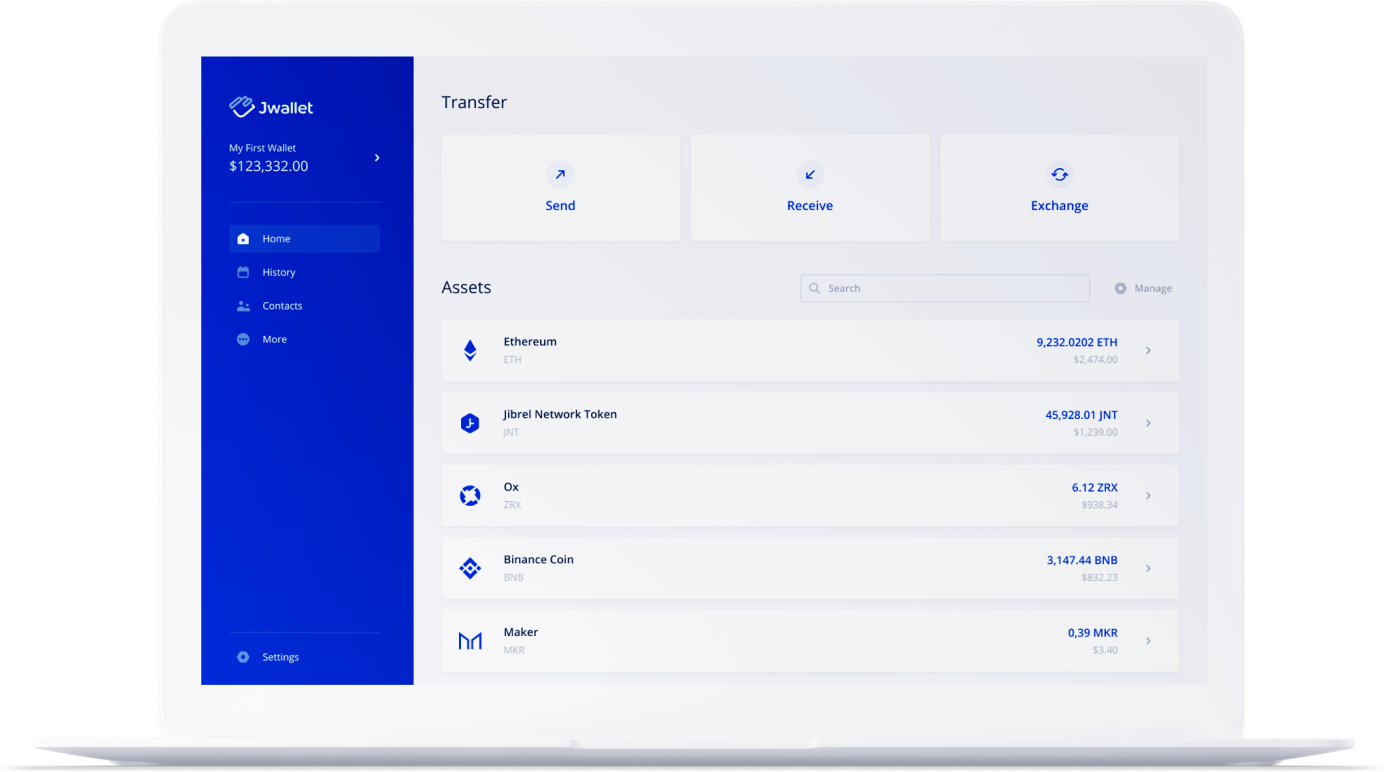 Jwallet
My First Wallet
$123,332.00
Home
History
Contacts
More
Settings
Transfer
Send
Receive
Exchange
Assets
Search
Manage
Ethereum
9,232.0202 ETH
ETH
$2,474.00
Jibrel Network Token
45,928.01 JNT
JNT
$1,239.00
Ox
6.12 ZRX
ZRX
$938.34
Binance Coin
3,147.44 BNB
BNB
$832.23
Maker
0,39 MKR
MKR
$3.40